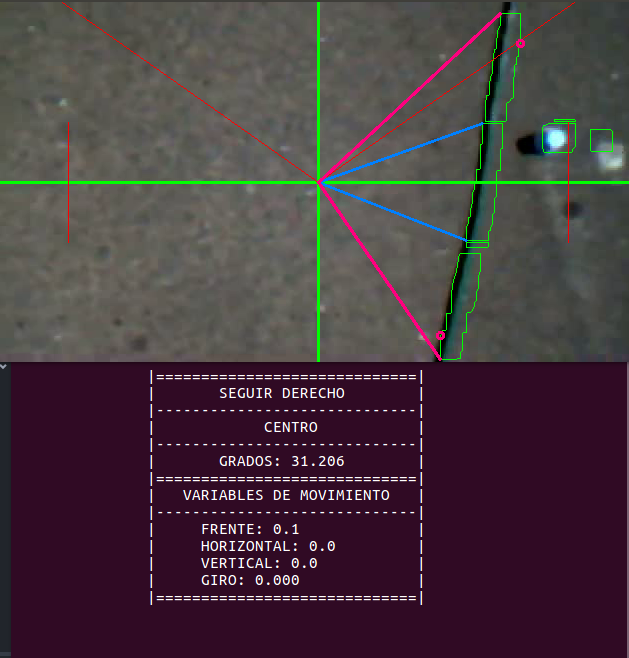 |=============================|
| SEGUIR DERECHO |
|-----------------------------|
| CENTRO |
|-----------------------------|
| GRADOS: 31.206 |
|=============================|
| VARIABLES DE MOVIMIENTO |
|-----------------------------|
| FRENTE: 0.1 |
| HORIZONTAL: 0.0 |
| VERTICAL: 0.0 |
| GIRO: 0.000 |
|=============================|